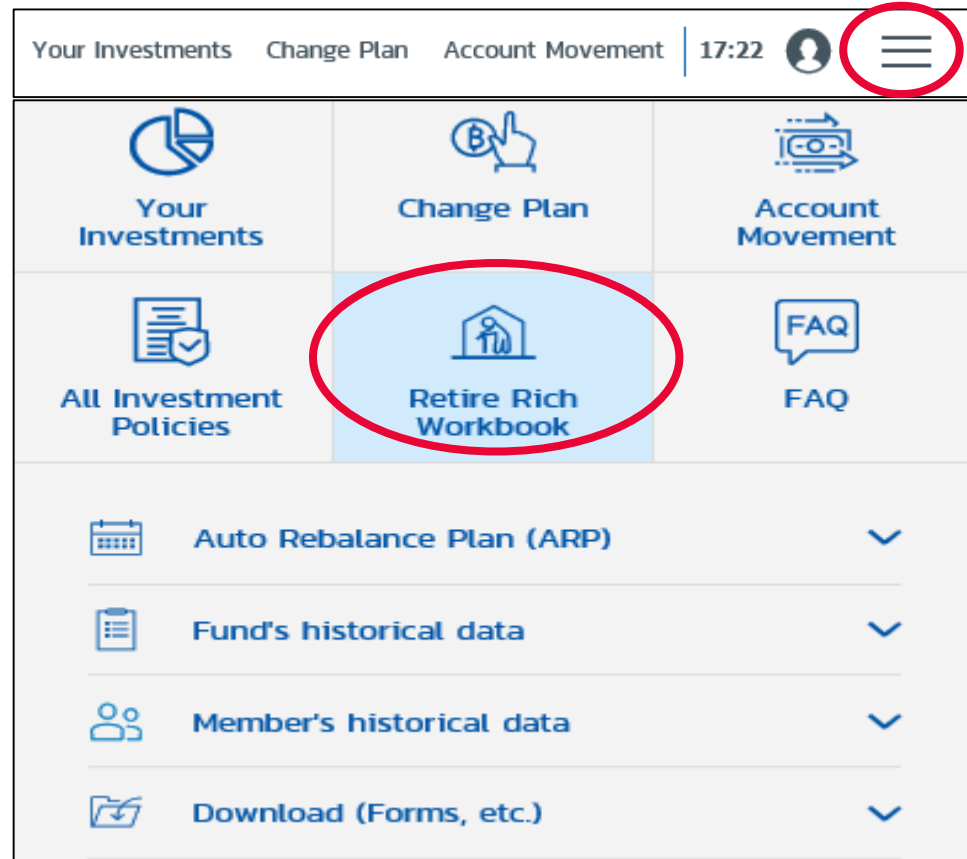 Your Investments Change Plan Account Movement 17:22
Your
Investments
Change Plan
Account
Movement
All Investment
Policies
Retire Rich
Workbook
FAQ
FAQ
Auto Rebalance Plan (ARP)
Fund's historical data
Member's historical data
Download (Forms, etc.)